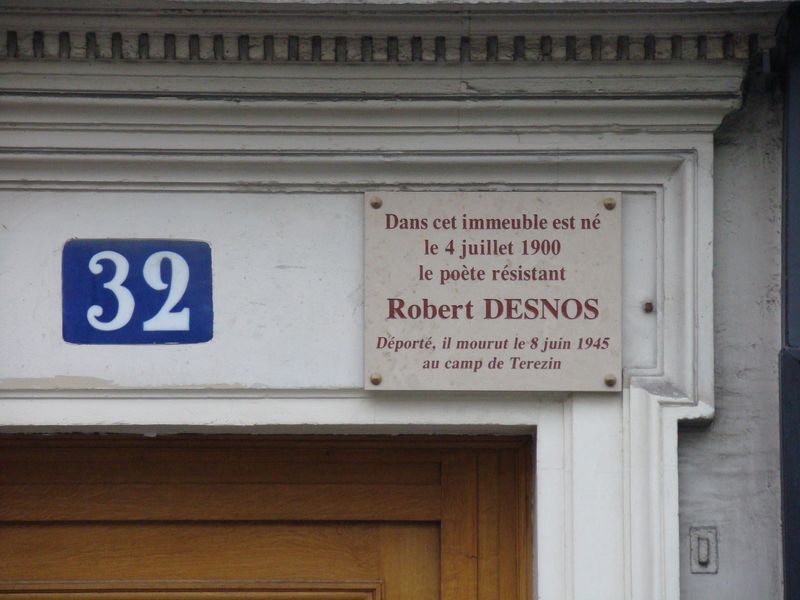 32
Dans cet immeuble est né
le 4 juillet 1900
le poète résistant
Robert DESNOS
Déporté, il mourut le 8 juin 1945
au camp de Terezin